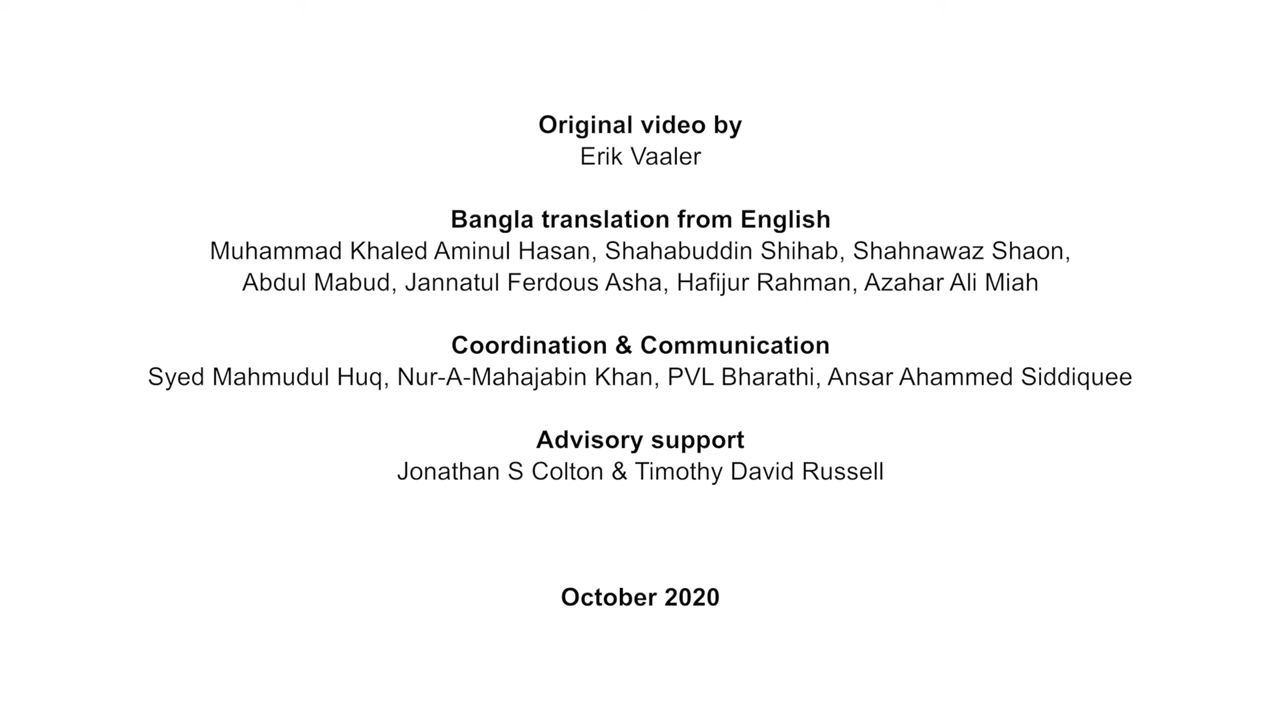 Original video by
Erik Vaaler
Bangla translation from English
Muhammad Khaled Aminul Hasan, Shahabuddin Shihab, Shahnawaz Shaon,
Abdul Mabud, Jannatul Ferdous Asha, Hafijur Rahman, Azahar Ali Miah
Coordination & Communication
Syed Mahmudul Huq, Nur-A-Mahajabin Khan, PVL Bharathi, Ansar Ahammed Siddiquee
Advisory support
Jonathan S Colton & Timothy David Russell
October 2020